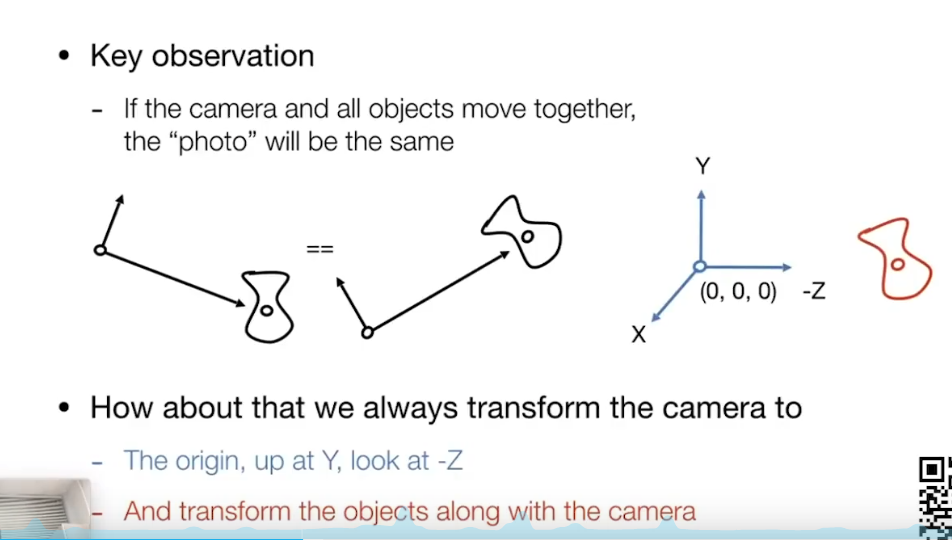 • Key observation
- If the camera and all objects move together,
the “photo” will be the same
Y
==
(0, 0, 0) -Z
X
• How about that we always transform the camera to
- The origin, up at Y, look at -Z
- And transform the objects along with the camera